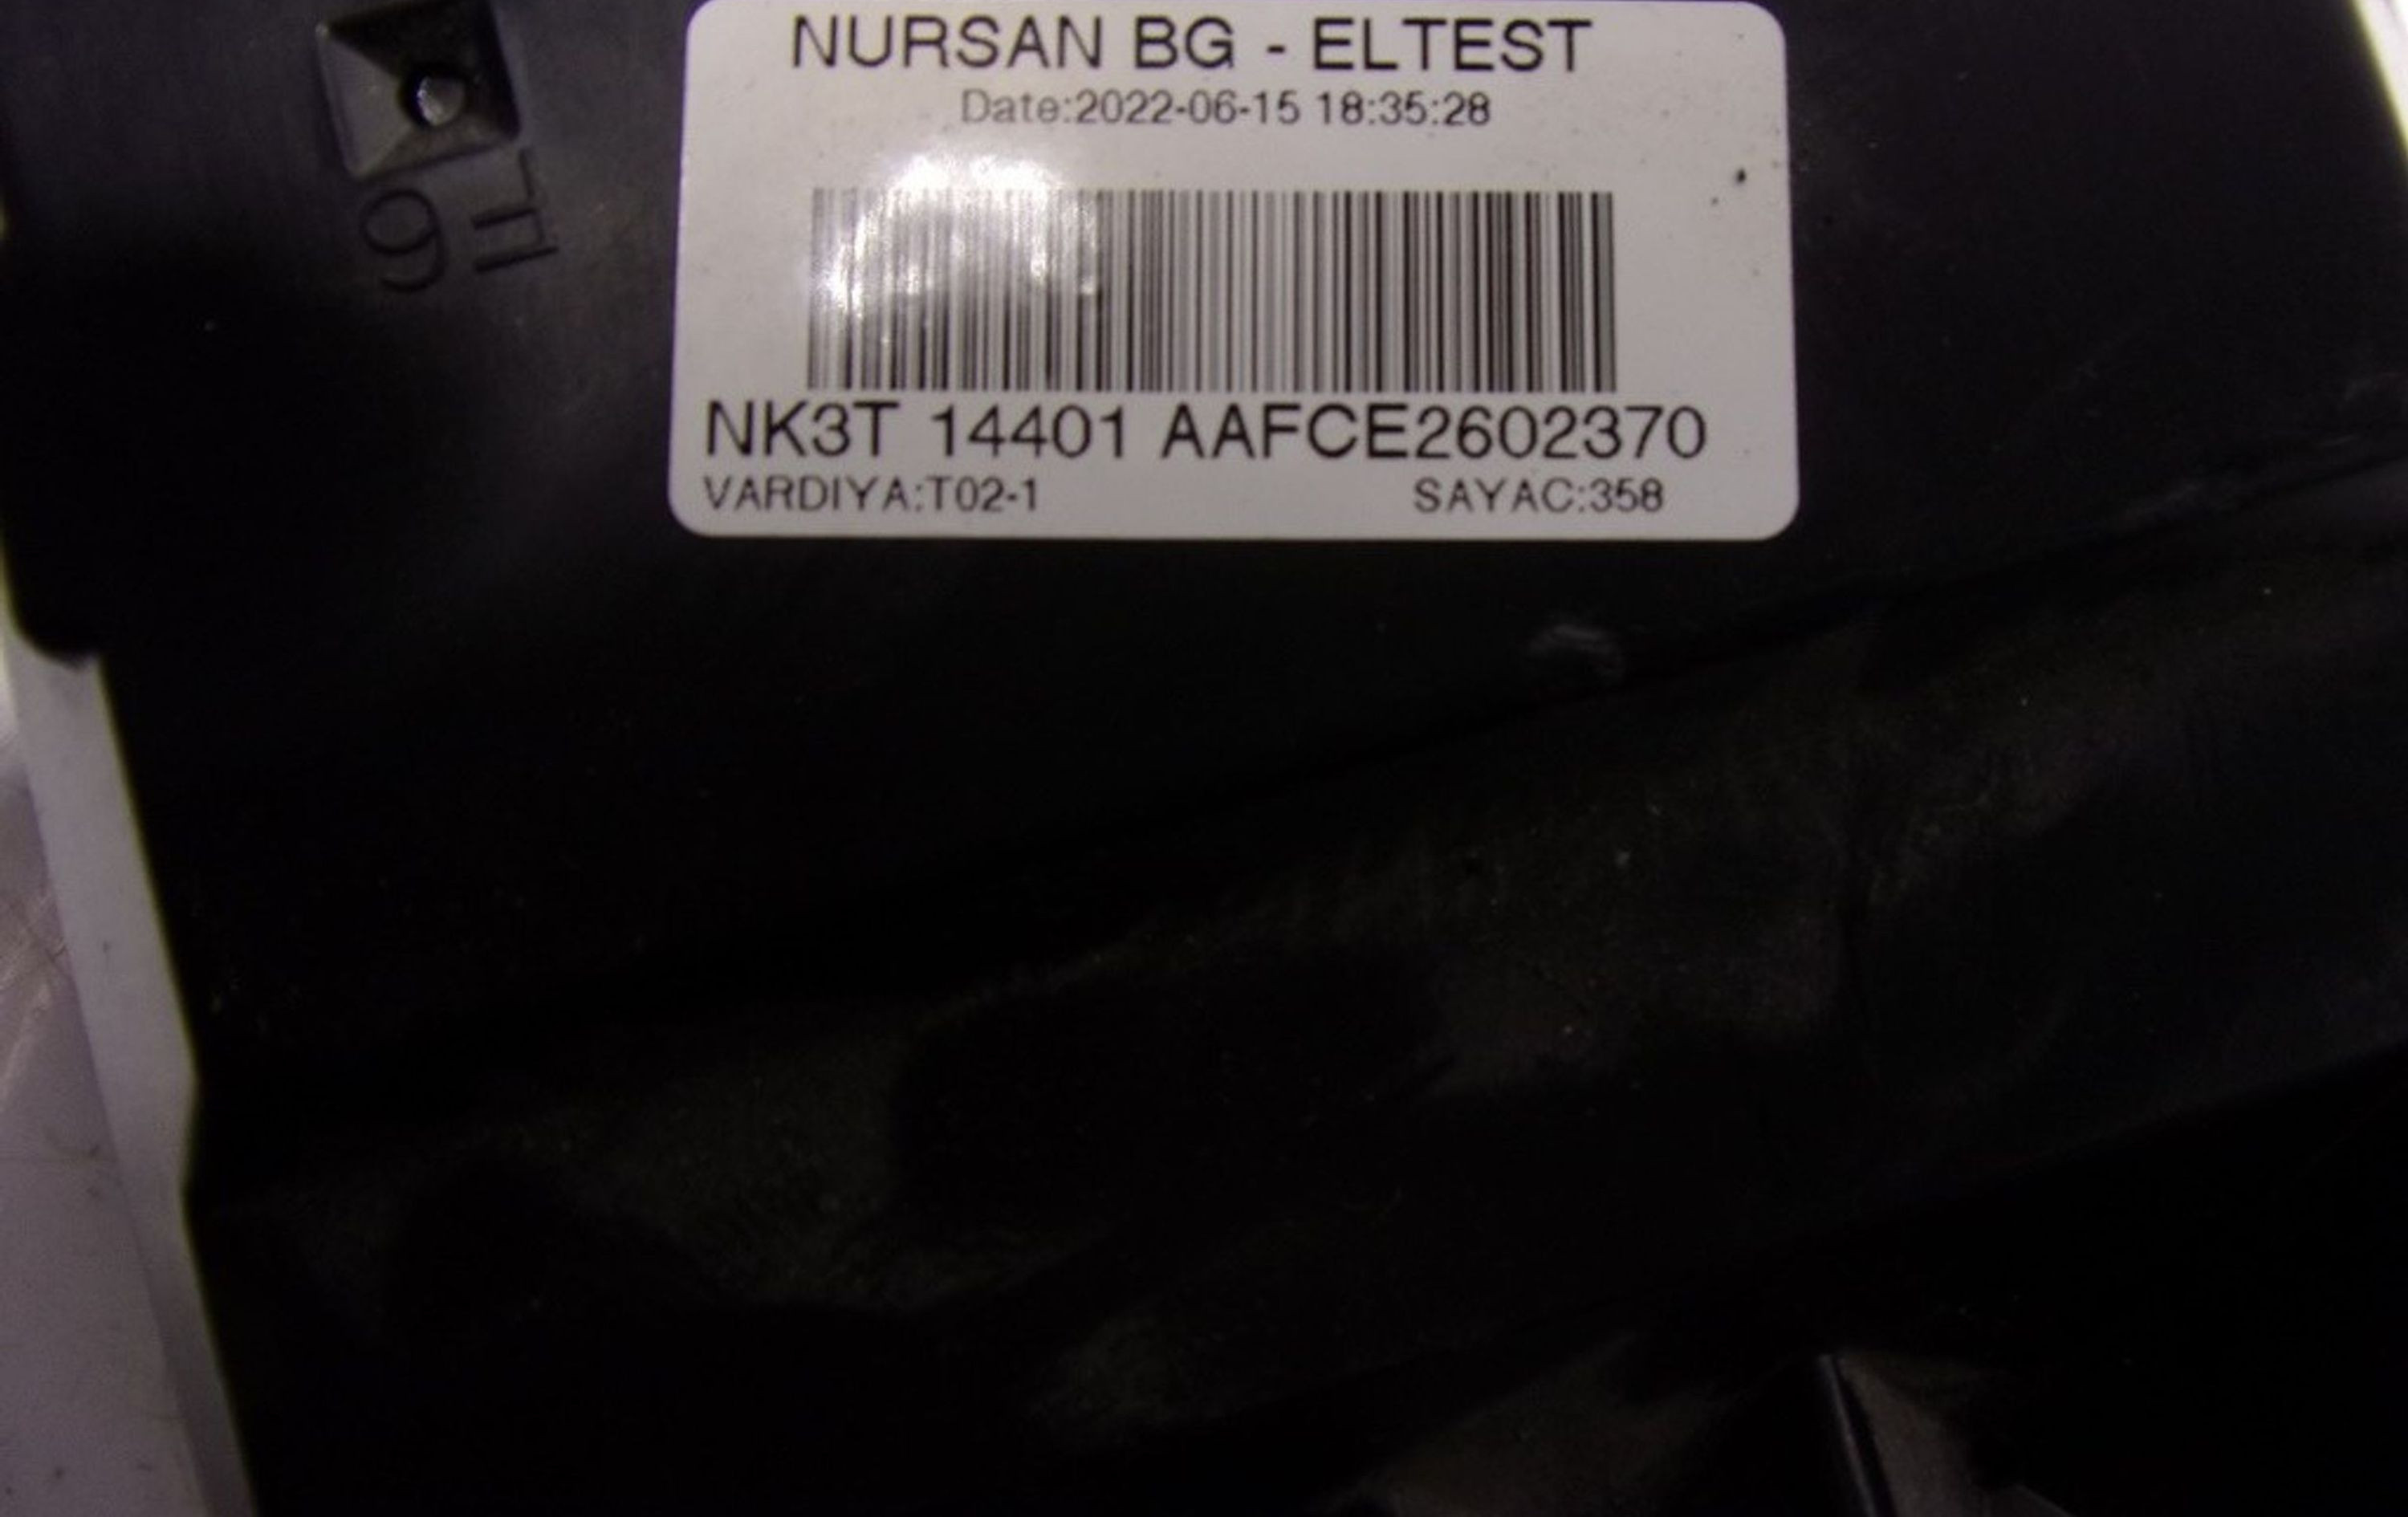 NURSAN BG - ELTEST
Date:2022-06-15 18:35:28
NK3T 14401 AAFCE2602370
VARDIYA:T02-1 SAYAC:358